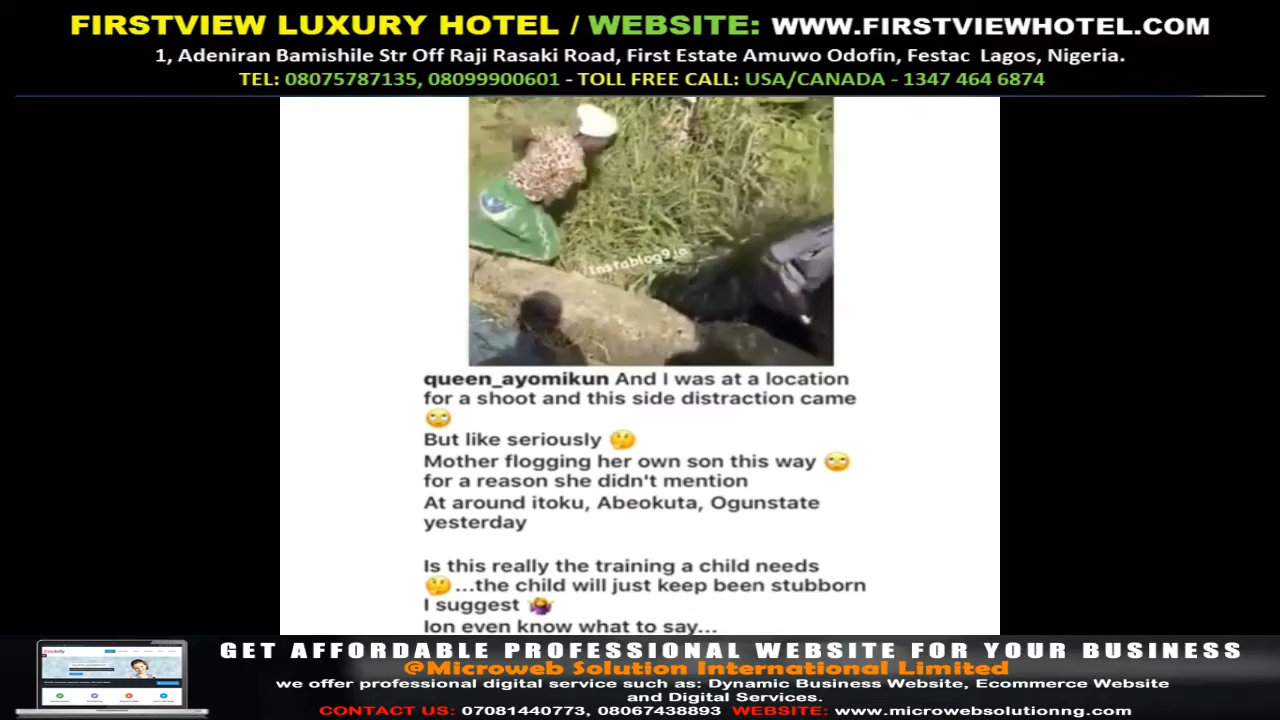 FIRSTVIEW LUXURY HOTEL / WEBSITE: WWW.FIRSTVIEWHOTEL.COM
1, Adeniran Bamishile Str Off Raji Rasaki Road, First Estate Amuwo Odofin, Festac Lagos, Nigeria.
TEL: 08075787135, 08099900601 - TOLL FREE CALL: USA/CANADA - 1347 464 6874
instablog9ja
queen_ayomikun And I was at a location
for a shoot and this side distraction came
🙄
But like seriously 🤔
Mother flogging her own son this way 🙄
for a reason she didn't mention
At around itoku, Abeokuta, Ogunstate
yesterday
Is this really the training a child needs
🤔...the child will just keep been stubborn
I suggest 🤷‍♀️
Ion even know what to say...
GET AFFORDABLE PROFESSIONAL WEBSITE FOR YOUR BUSINESS
@Microweb Solution International Limited
we offer professional digital service such as: Dynamic Business Website, Ecommerce Website
and Digital Services.
CONTACT US: 07081440773, 08067438893 WEBSITE: www.microwebsolutionng.com